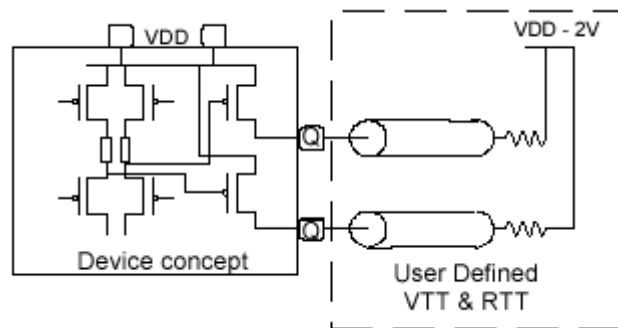 VDD
VDD - 2V
Q
Q
Device concept
User Defined
VTT & RTT